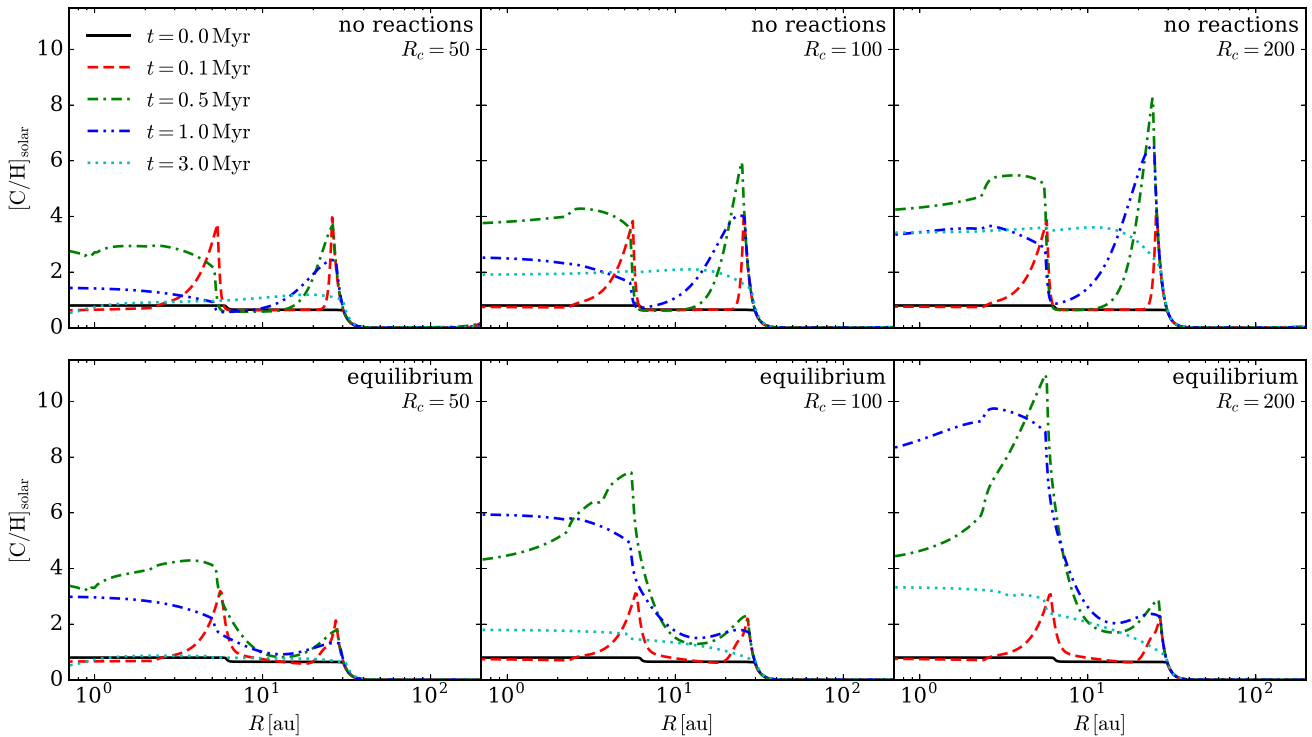 no reactions
R_c = 50
t = 0.0 Myr
t = 0.1 Myr
t = 0.5 Myr
t = 1.0 Myr
t = 3.0 Myr
[C/H]solar
10
8
6
4
2
0
no reactions
R_c = 100
no reactions
R_c = 200
equilibrium
R_c = 50
[C/H]solar
10
8
6
4
2
0
10^0
10^1
10^2
R [au]
equilibrium
R_c = 100
10^0
10^1
10^2
R [au]
equilibrium
R_c = 200
10^0
10^1
10^2
R [au]